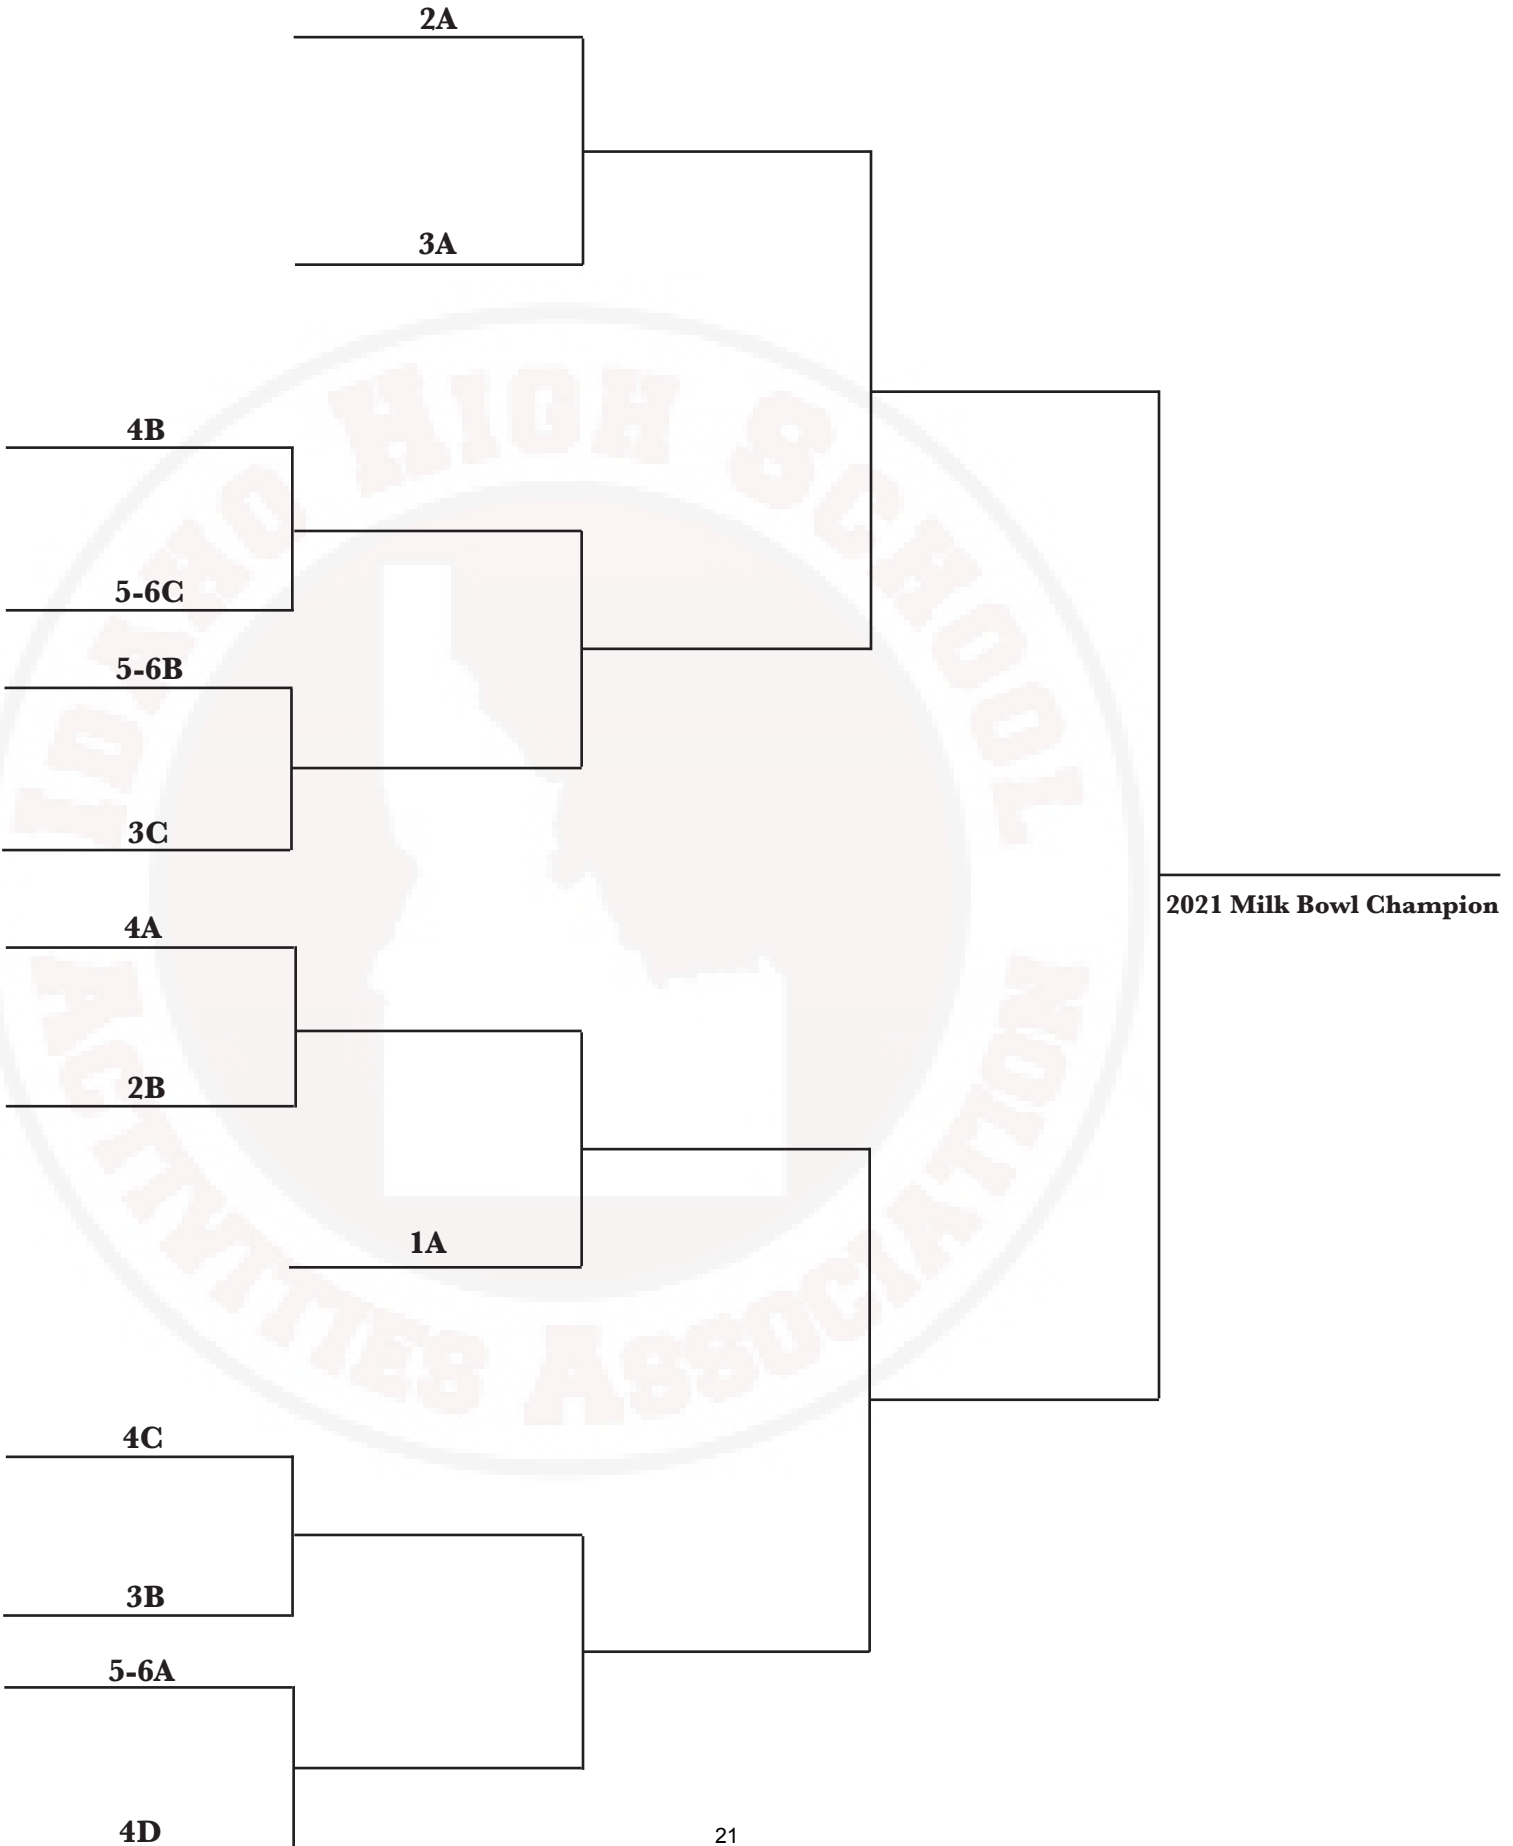 2A
3A
4B
5-6C
5-6B
3C
2021 Milk Bowl Champion
4A
2B
1A
4C
3B
5-6A
4D
21
IDAHO HIGH SCHOOL
ACTIVITIES ASSOCIATION